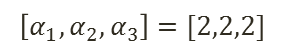 [α₁, α₂, α₃] = [2,2,2]